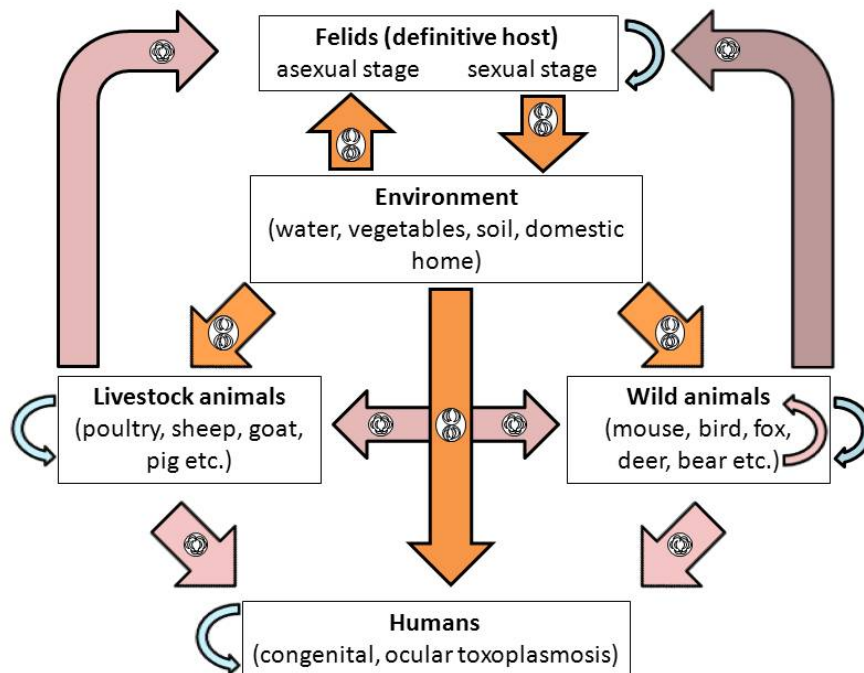 Felids (definitive host)
asexual stage sexual stage
Environment
(water, vegetables, soil, domestic
home)
Livestock animals
(poultry, sheep, goat,
pig etc.)
Wild animals
(mouse, bird, fox,
deer, bear etc.)
Humans
(congenital, ocular toxoplasmosis)